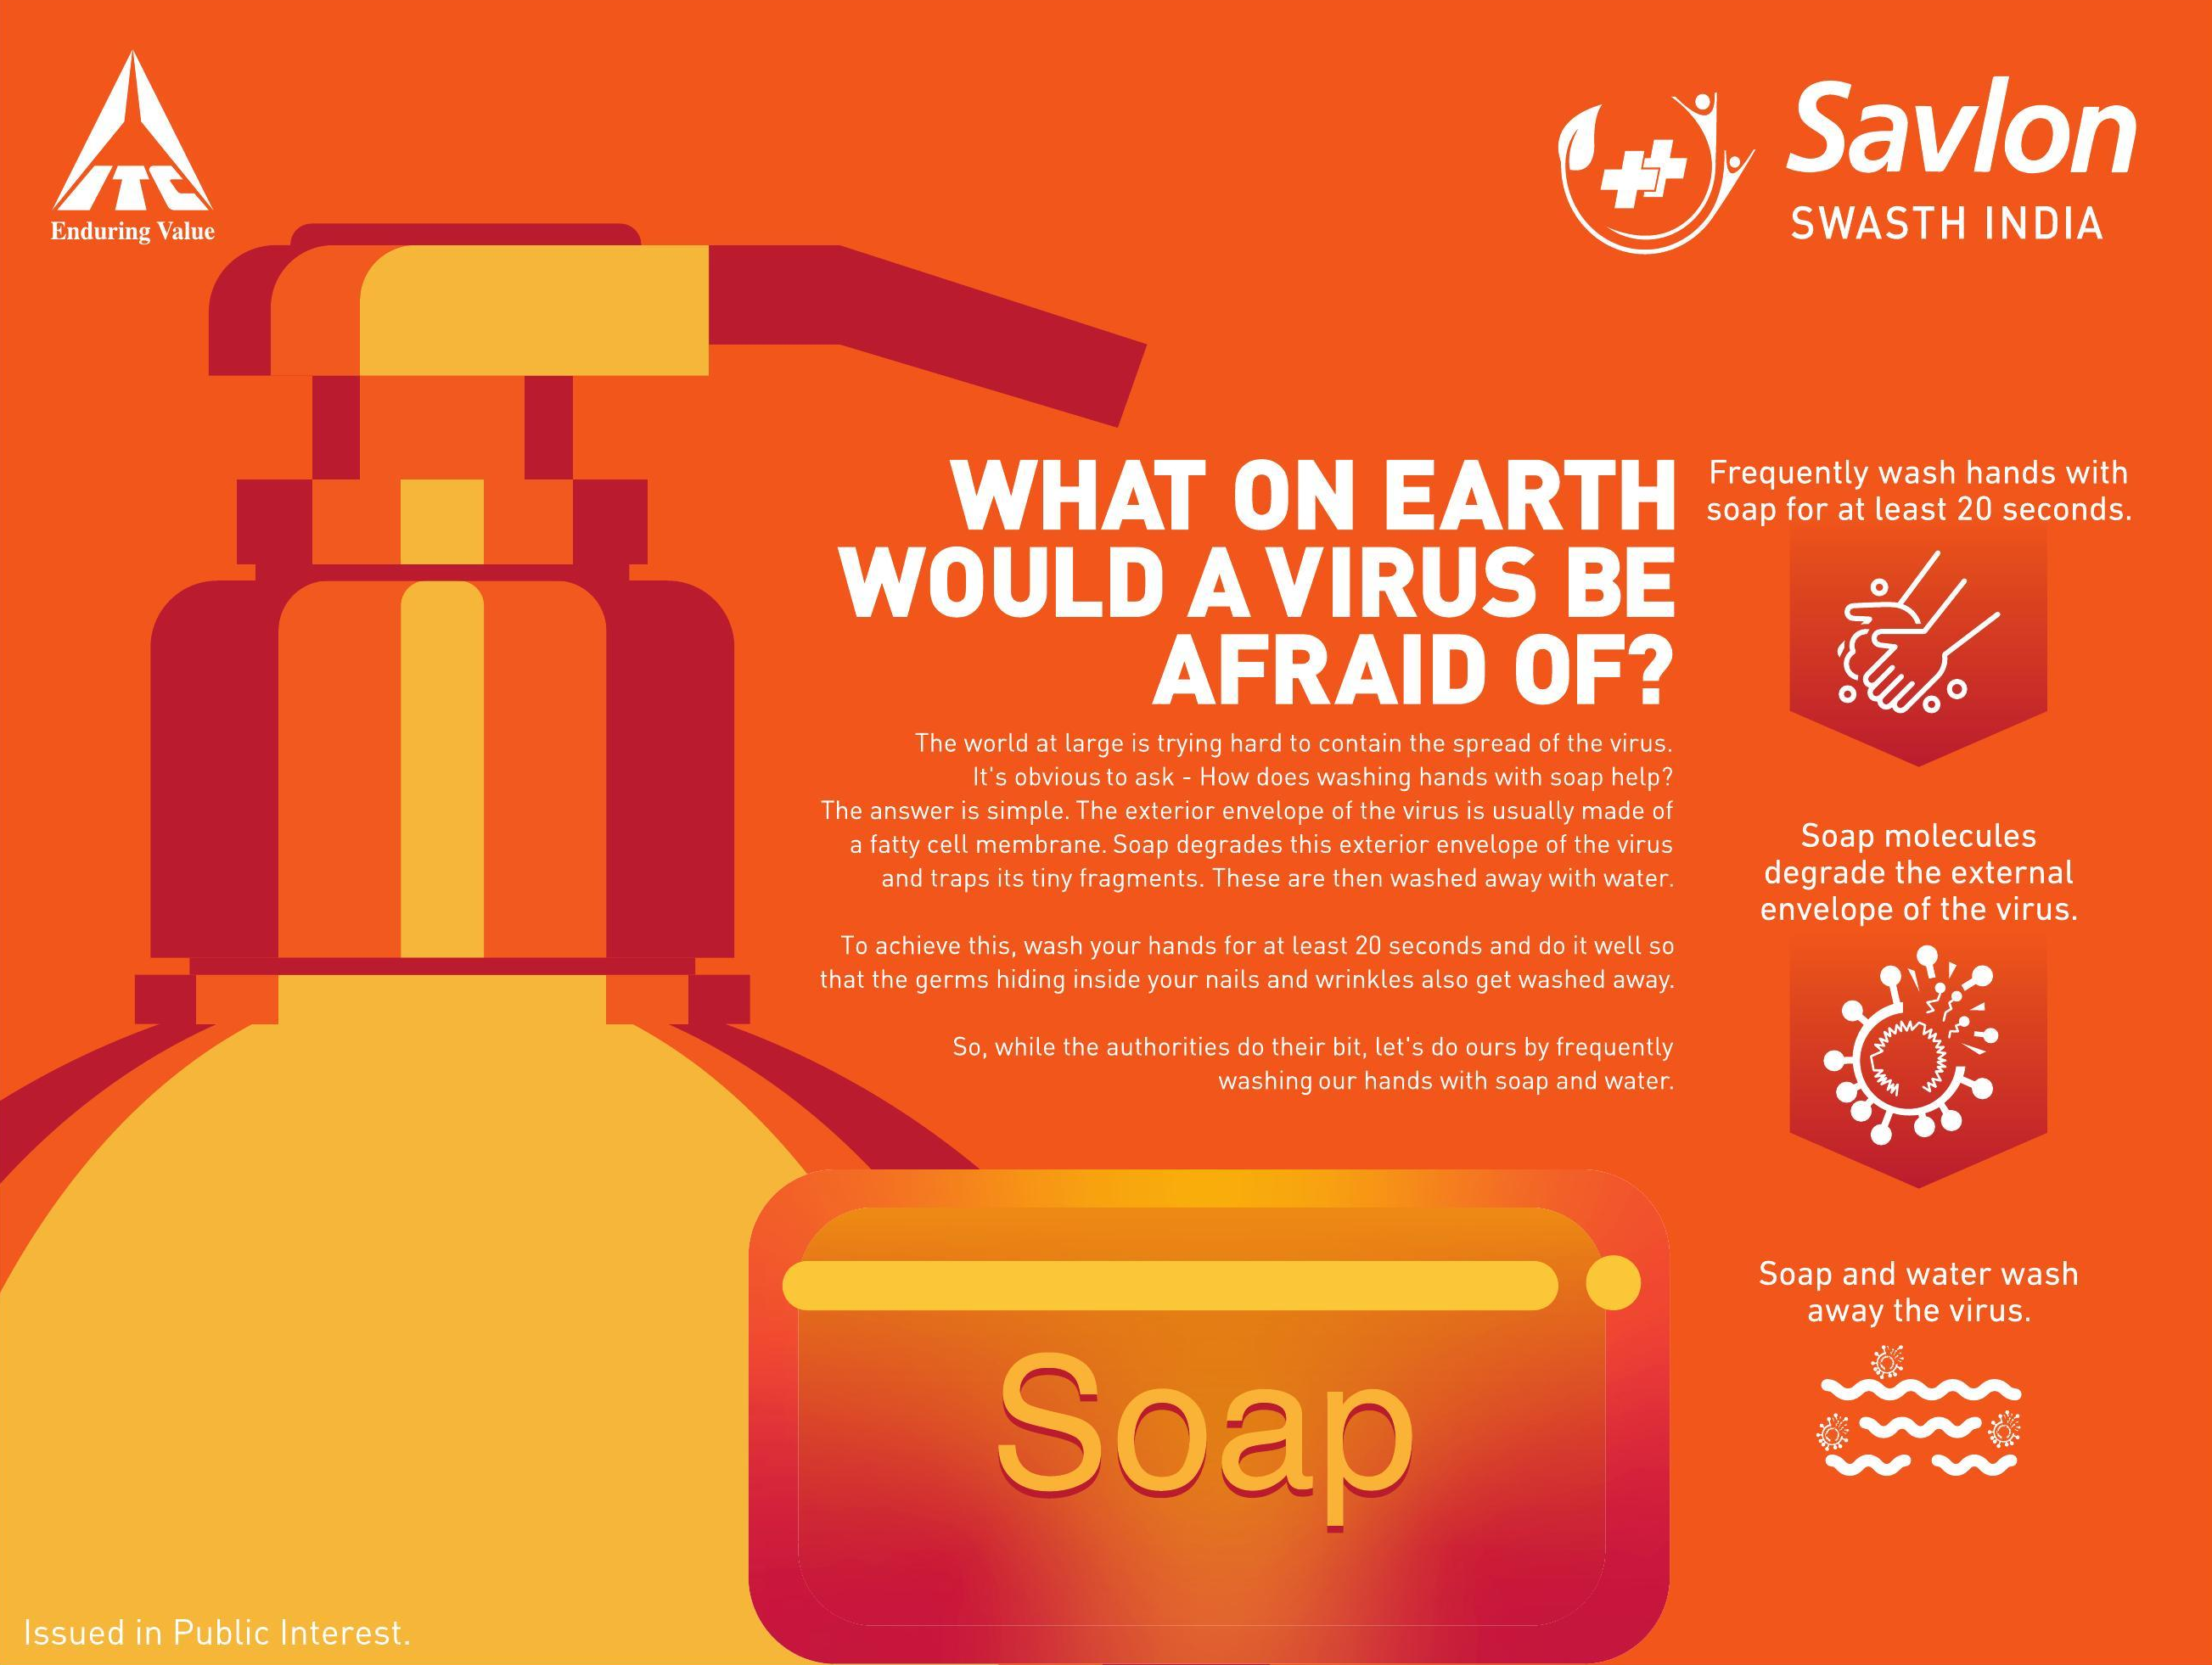 ITC
Enduring Value
Savlon
SWASTH INDIA
WHAT ON EARTH
WOULD A VIRUS BE
AFRAID OF?
The world at large is trying hard to contain the spread of the virus.
It's obvious to ask - How does washing hands with soap help?
The answer is simple. The exterior envelope of the virus is usually made of
a fatty cell membrane. Soap degrades this exterior envelope of the virus
and traps its tiny fragments. These are then washed away with water.
To achieve this, wash your hands for at least 20 seconds and do it well so
that the germs hiding inside your nails and wrinkles also get washed away.
So, while the authorities do their bit, let's do ours by frequently
washing our hands with soap and water.
Frequently wash hands with
soap for at least 20 seconds.
Soap molecules
degrade the external
envelope of the virus.
Soap and water wash
away the virus.
Soap
Issued in Public Interest.